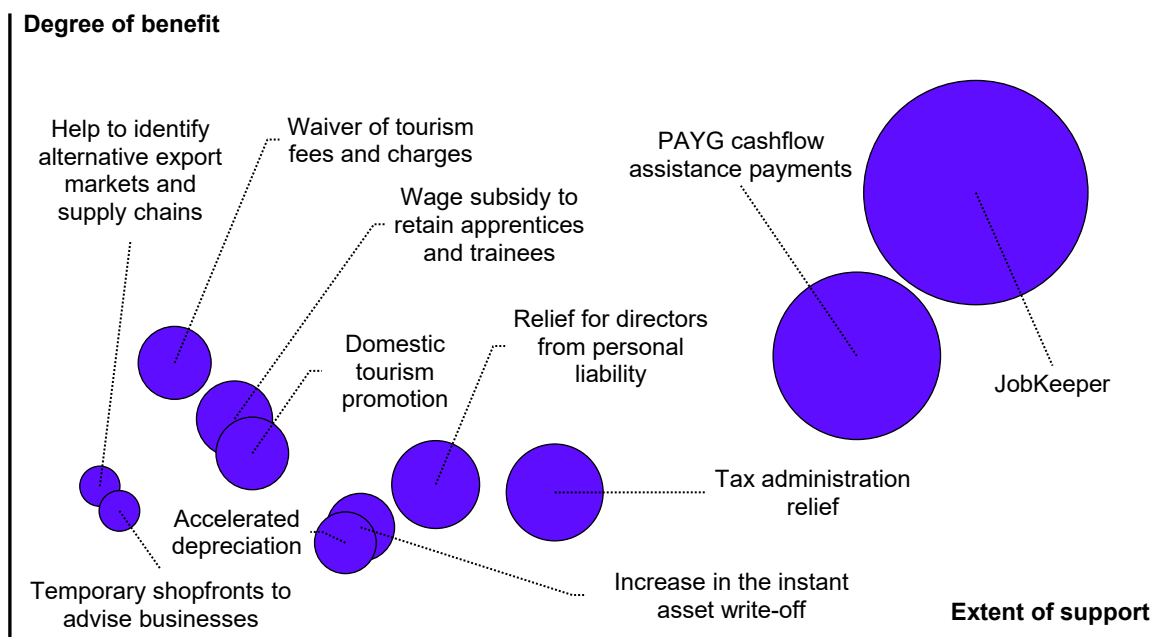 Degree of benefit
Help to identify
alternative export
markets and
supply chains
Waiver of tourism
fees and charges
Wage subsidy to
retain apprentices
and trainees
PAYG cashflow
assistance payments
Domestic
tourism
promotion
Relief for directors
from personal
liability
JobKeeper
Tax administration
relief
Accelerated
depreciation
Temporary shopfronts to
advise businesses
Increase in the instant
asset write-off
Extent of support